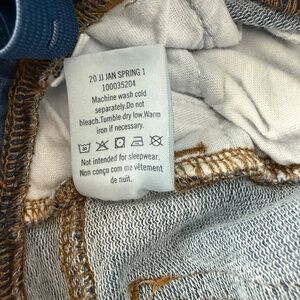 20 JJ JAN SPRING 1
100035204
Machine wash cold
separately.Do not
bleach.Tumble dry low.Warm
iron if necessary.
Not intended for sleepwear.
Non conçu com me vêtement
de nuit.